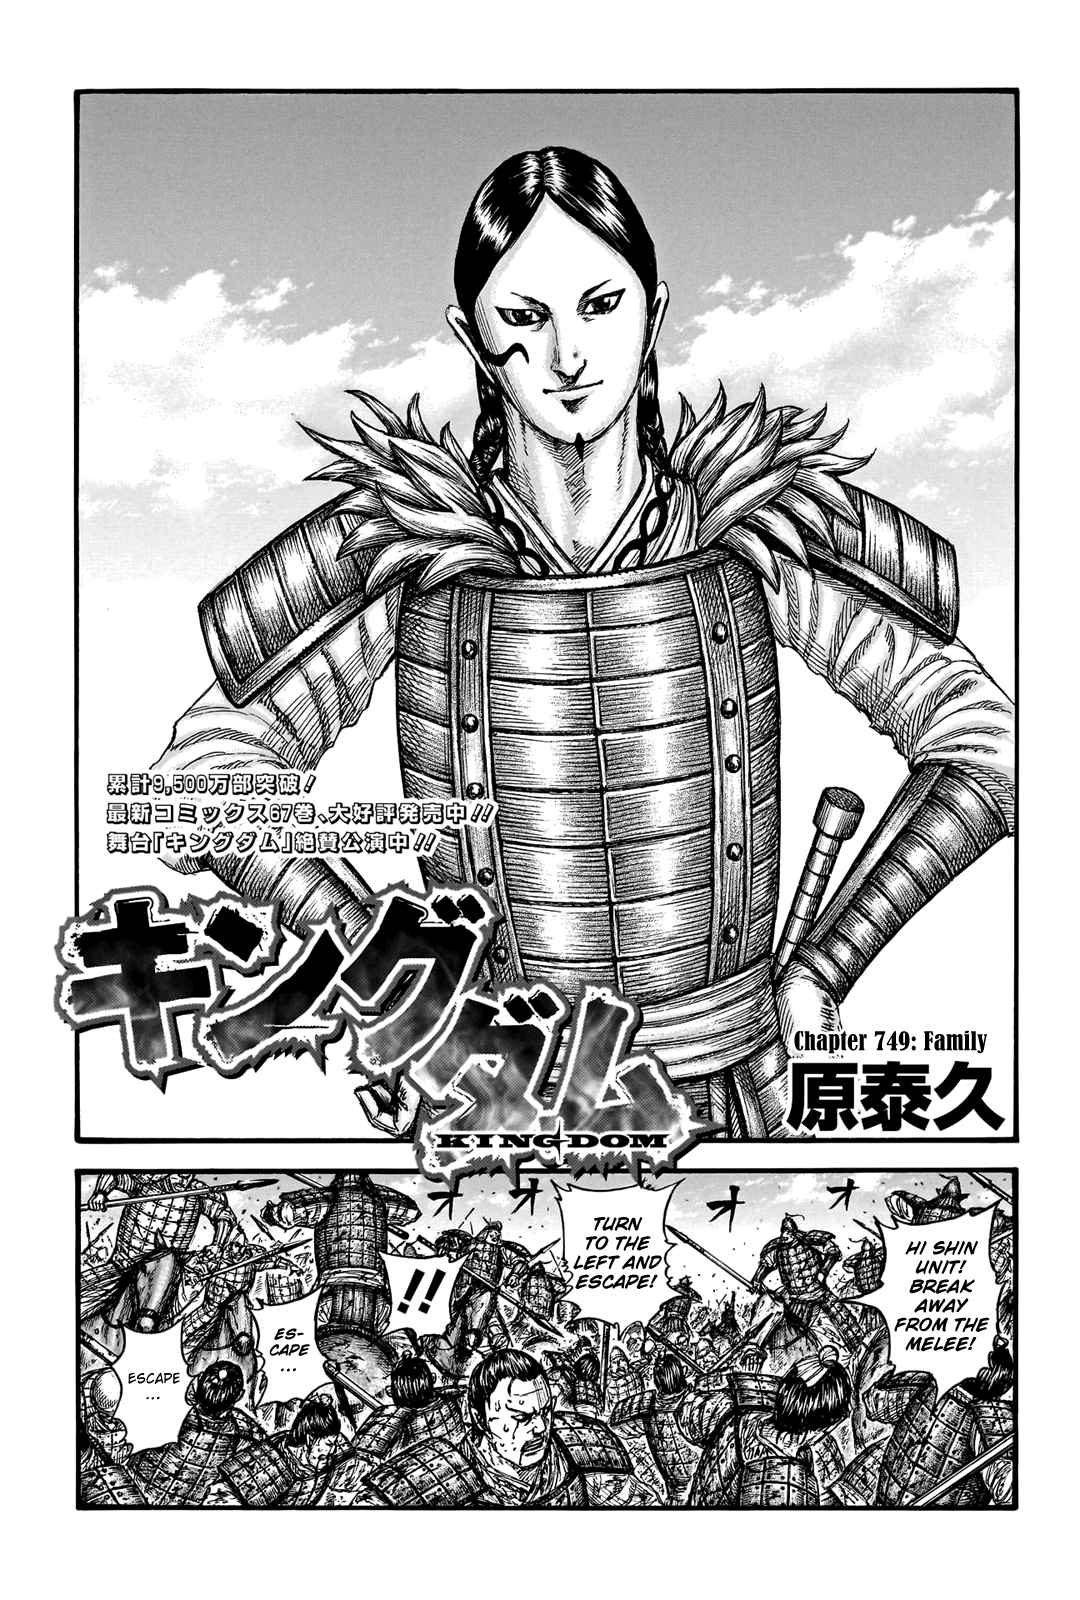 累計9,500万部突破!
最新コミックス67巻、大好評発売中!!
舞台「キングダム」絶賛公演中!!
キングダム
KINGDOM
Chapter 749: Family
原泰久
オオオオ
HI SHIN
UNIT!
BREAK
AWAY
FROM THE
MELEE!
TURN
TO THE
LEFT AND
ESCAPE!
!!
ES-
CAPE
...
ESCAPE
...